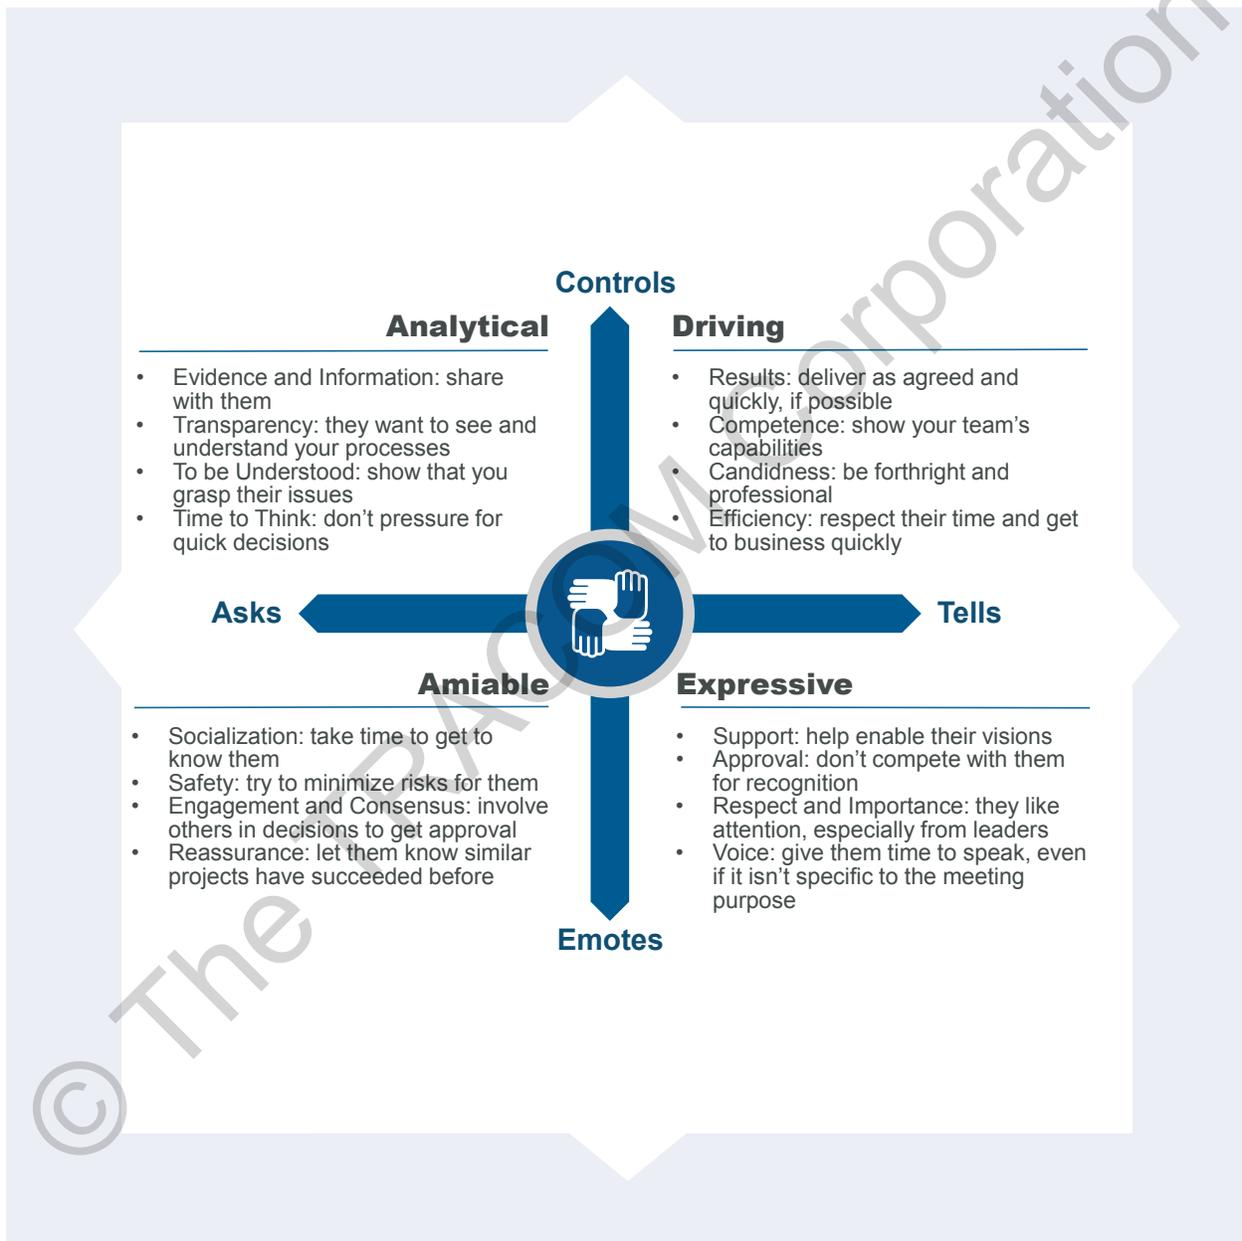 Controls
Analytical
• Evidence and Information: share
with them
• Transparency: they want to see and
understand your processes
• To be Understood: show that you
grasp their issues
• Time to Think: don’t pressure for
quick decisions
Driving
• Results: deliver as agreed and
quickly, if possible
• Competence: show your team’s
capabilities
• Candidness: be forthright and
professional
• Efficiency: respect their time and get
to business quickly
Asks
Tells
Amiable
• Socialization: take time to get to
know them
• Safety: try to minimize risks for them
• Engagement and Consensus: involve
others in decisions to get approval
• Reassurance: let them know similar
projects have succeeded before
Expressive
• Support: help enable their visions
• Approval: don’t compete with them
for recognition
• Respect and Importance: they like
attention, especially from leaders
• Voice: give them time to speak, even
if it isn’t specific to the meeting
purpose
Emotes
© The TRACOM Corporation